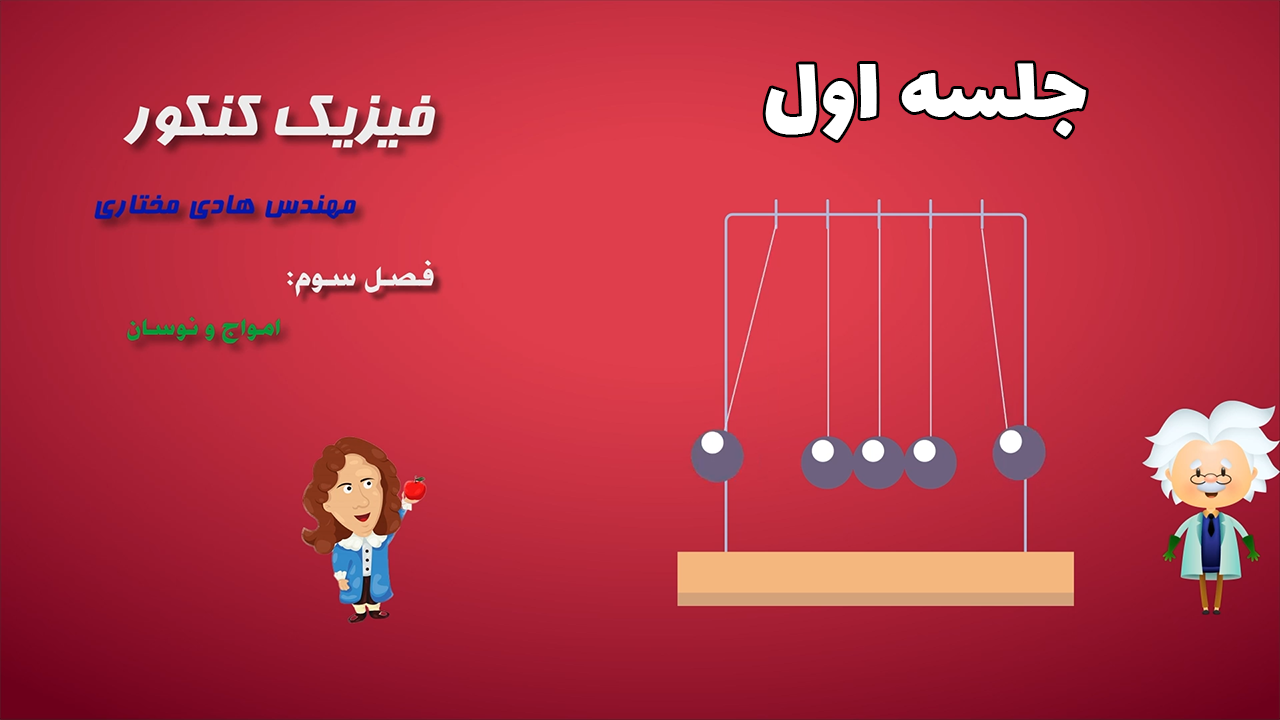 جلسه اول
فیزیک کنکور
مهندس هادی مختاری
فصل سوم:
امواج و نوسان